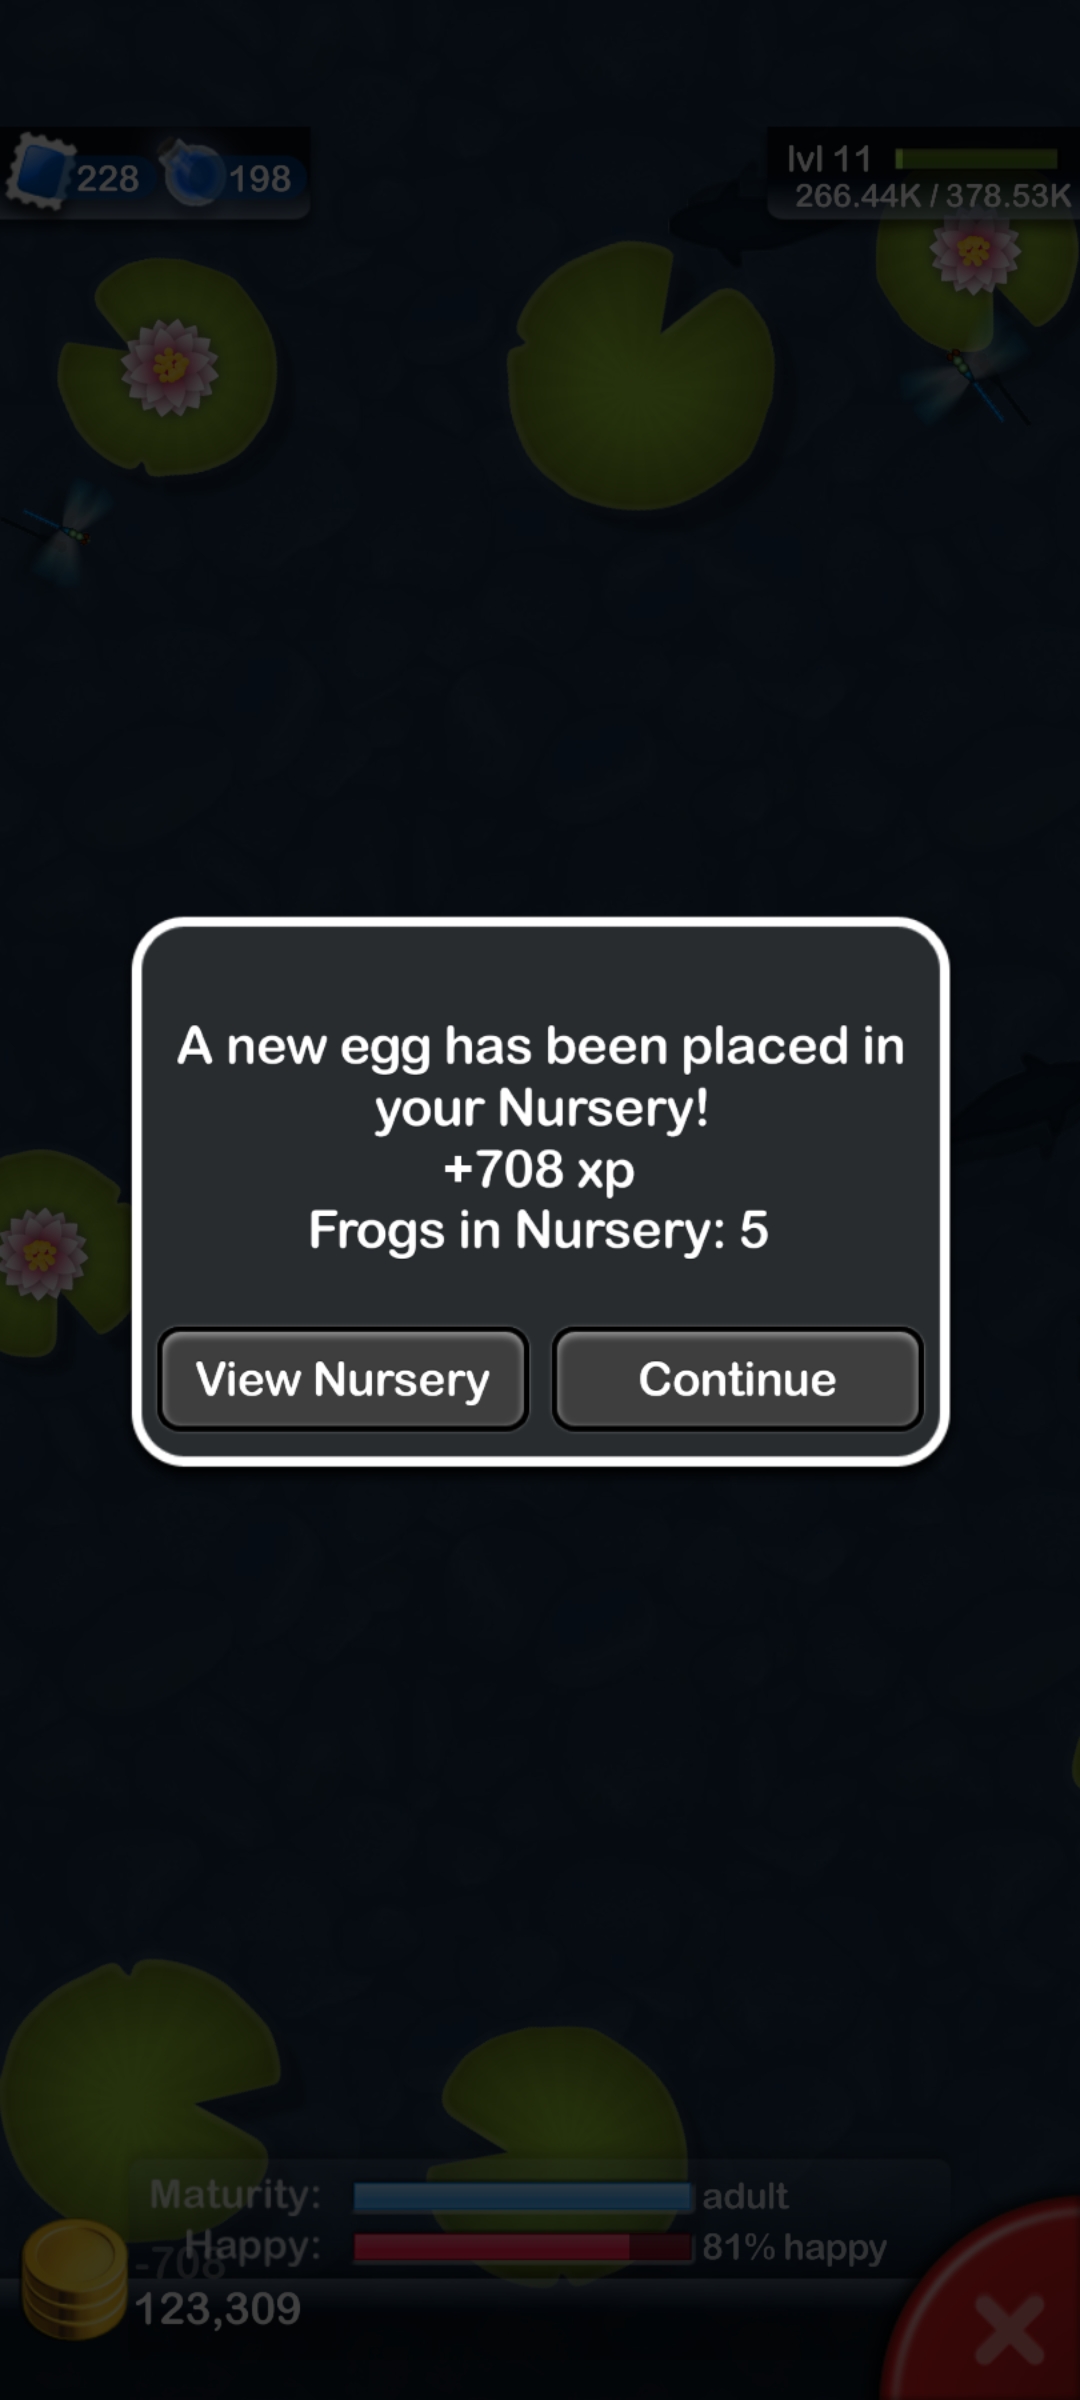 228 198
lvl 11
266.44K / 378.53K
A new egg has been placed in
your Nursery!
+708 xp
Frogs in Nursery: 5
View Nursery Continue
Maturity: adult
Happy: 81% happy
-708
123,309